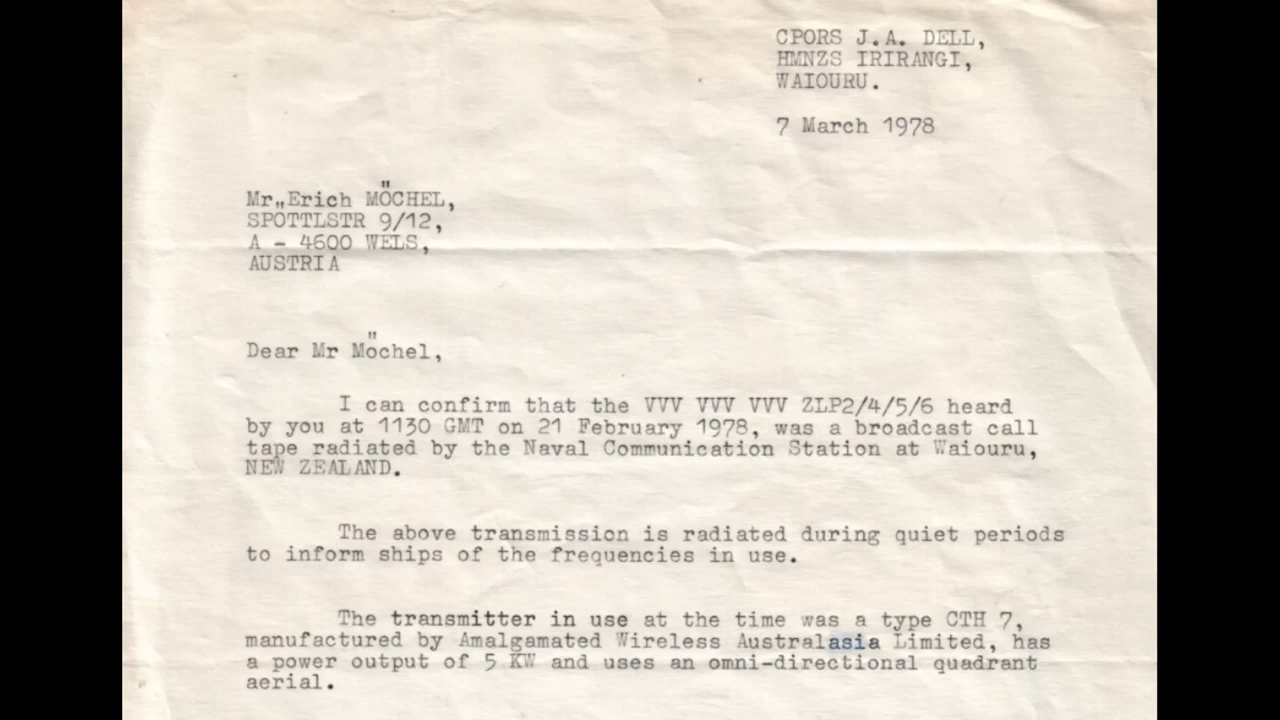 CPORS J.A. DELL,
HMNZS IRIRANGI,
WAIOURU.
7 March 1978
Mr„Erich MÖCHEL,
SPOTTLSTR 9/12,
A - 4600 WELS,
AUSTRIA
Dear Mr Möchel,
I can confirm that the VVV VVV VVV ZLP2/4/5/6 heard
by you at 1130 GMT on 21 February 1978, was a broadcast call
tape radiated by the Naval Communication Station at Waiouru,
NEW ZEALAND.
The above transmission is radiated during quiet periods
to inform ships of the frequencies in use.
The transmitter in use at the time was a type CTH 7,
manufactured by Amalgamated Wireless Australasia Limited, has
a power output of 5 KW and uses an omni-directional quadrant
aerial.